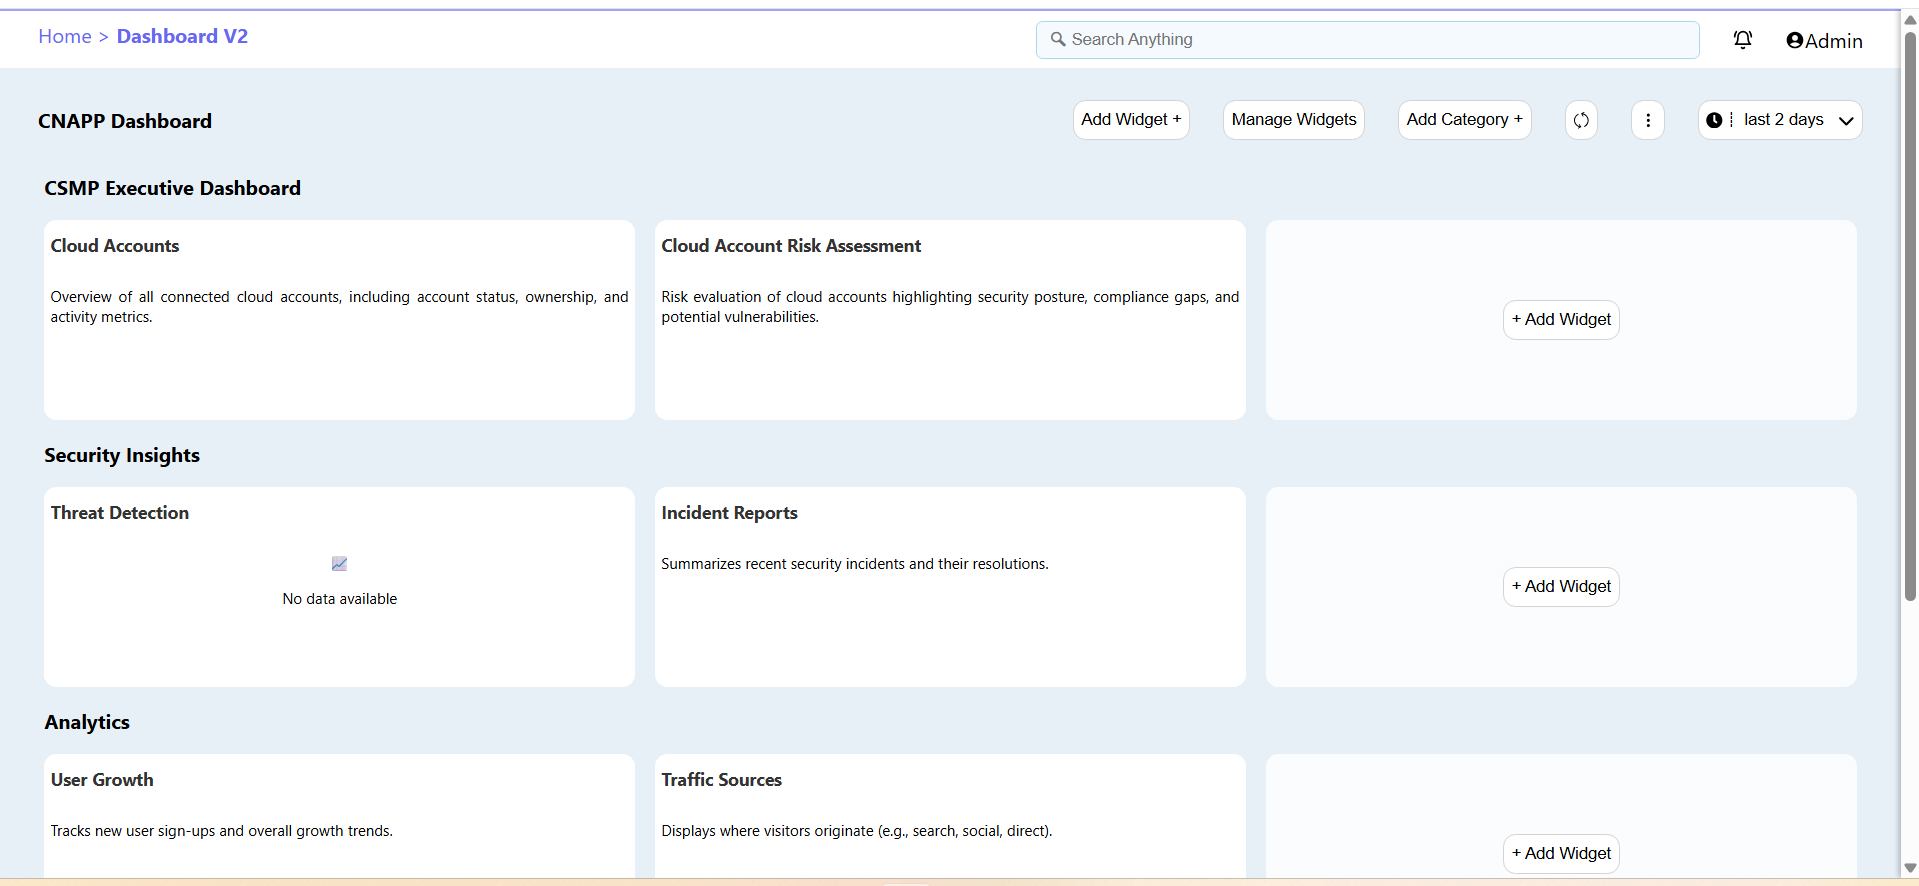 Home > Dashboard V2
Search Anything
Admin
CNAPP Dashboard
Add Widget +
Manage Widgets
Add Category +
last 2 days
CSMP Executive Dashboard
Cloud Accounts
Overview of all connected cloud accounts, including account status, ownership, and
activity metrics.
Cloud Account Risk Assessment
Risk evaluation of cloud accounts highlighting security posture, compliance gaps, and
potential vulnerabilities.
+ Add Widget
Security Insights
Threat Detection
No data available
Incident Reports
Summarizes recent security incidents and their resolutions.
+ Add Widget
Analytics
User Growth
Tracks new user sign-ups and overall growth trends.
Traffic Sources
Displays where visitors originate (e.g., search, social, direct).
+ Add Widget